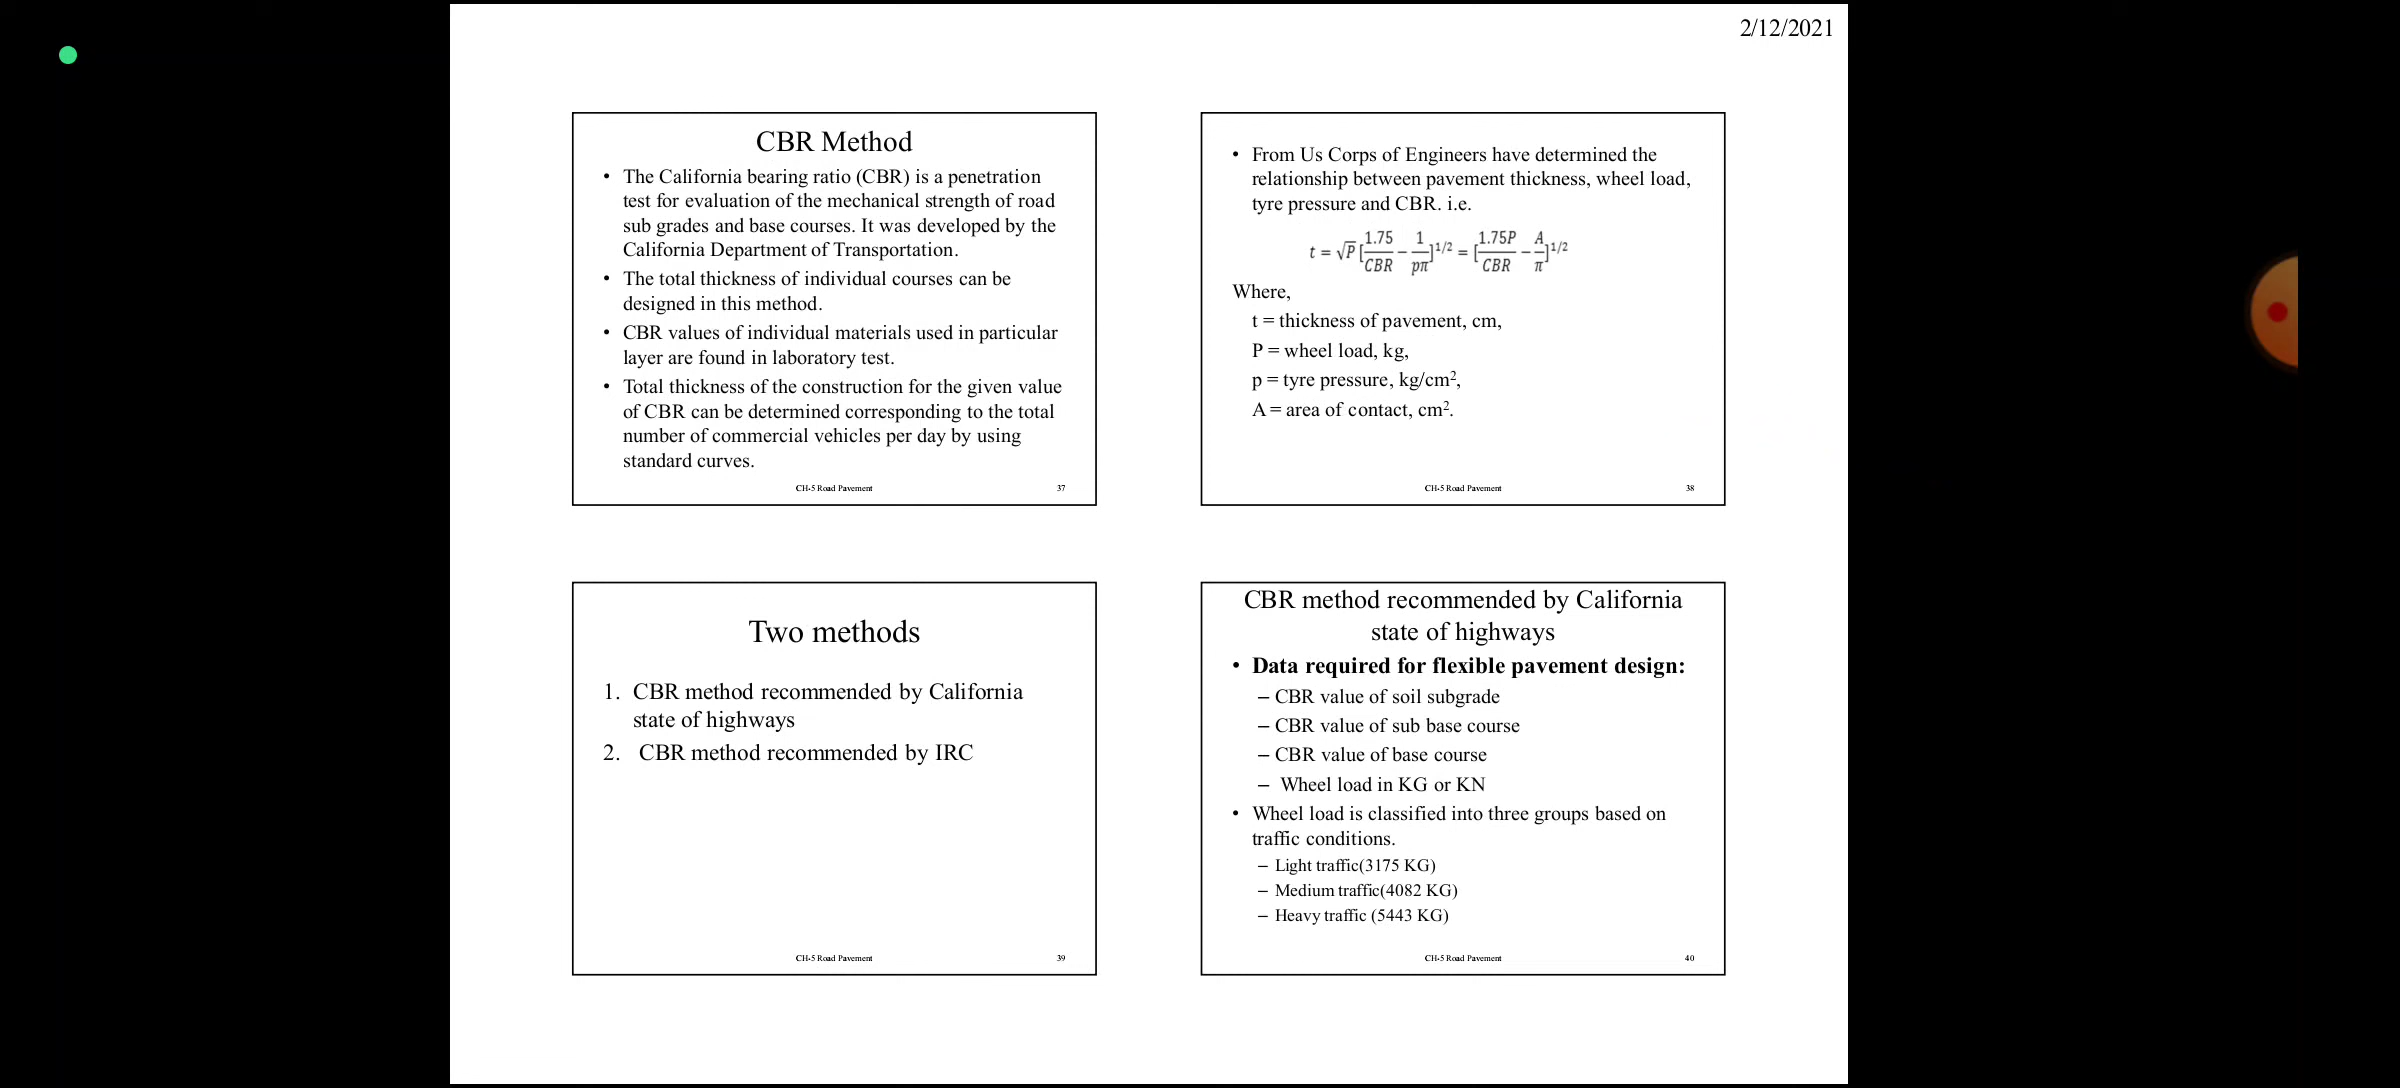 2/12/2021
CBR Method
• The California bearing ratio (CBR) is a penetration
test for evaluation of the mechanical strength of road
sub grades and base courses. It was developed by the
California Department of Transportation.
• The total thickness of individual courses can be
designed in this method.
• CBR values of individual materials used in particular
layer are found in laboratory test.
• Total thickness of the construction for the given value
of CBR can be determined corresponding to the total
number of commercial vehicles per day by using
standard curves.
CH-5 Road Pavement 37
• From Us Corps of Engineers have determined the
relationship between pavement thickness, wheel load,
tyre pressure and CBR. i.e.
t = √P [1.75/CBR − 1/pπ]^1/2 = [1.75P/CBR − A/π]^1/2
Where,
t = thickness of pavement, cm,
P = wheel load, kg,
p = tyre pressure, kg/cm²,
A = area of contact, cm².
CH-5 Road Pavement 38
Two methods
1. CBR method recommended by California
state of highways
2. CBR method recommended by IRC
CH-5 Road Pavement 39
CBR method recommended by California
state of highways
• Data required for flexible pavement design:
– CBR value of soil subgrade
– CBR value of sub base course
– CBR value of base course
– Wheel load in KG or KN
• Wheel load is classified into three groups based on
traffic conditions.
– Light traffic(3175 KG)
– Medium traffic(4082 KG)
– Heavy traffic (5443 KG)
CH-5 Road Pavement 40